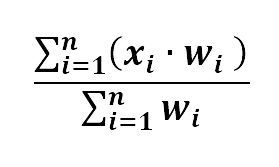 ∑ⁿᵢ₌₁(xᵢ · wᵢ )
∑ⁿᵢ₌₁ wᵢ